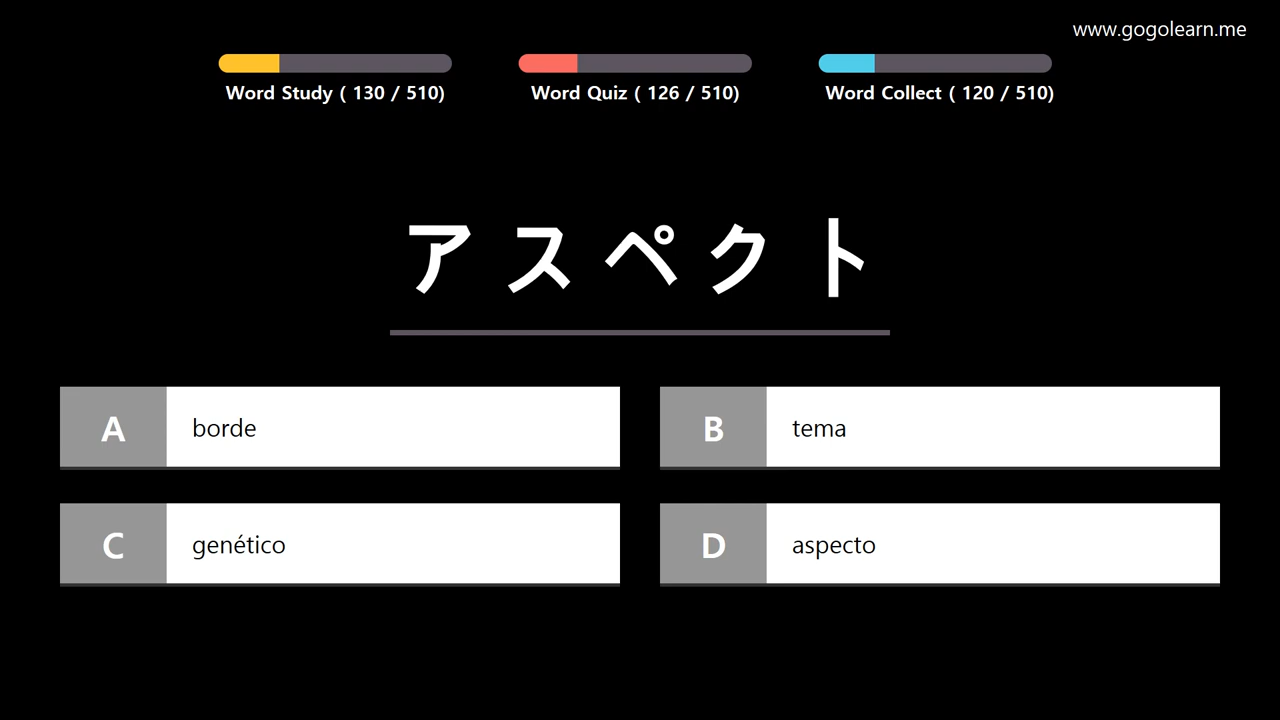 www.gogolearn.me
Word Study ( 130 / 510)
Word Quiz ( 126 / 510)
Word Collect ( 120 / 510)
アスペクト
A borde
B tema
C genético
D aspecto